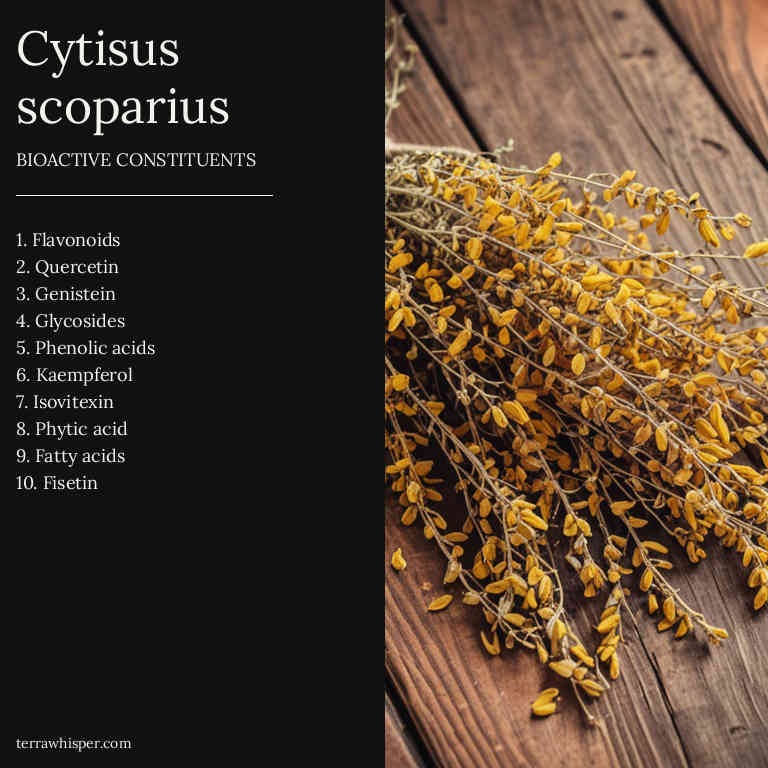 Cytisus
scoparius
BIOACTIVE CONSTITUENTS
1. Flavonoids
2. Quercetin
3. Genistein
4. Glycosides
5. Phenolic acids
6. Kaempferol
7. Isovitexin
8. Phytic acid
9. Fatty acids
10. Fisetin
terrawhisper.com